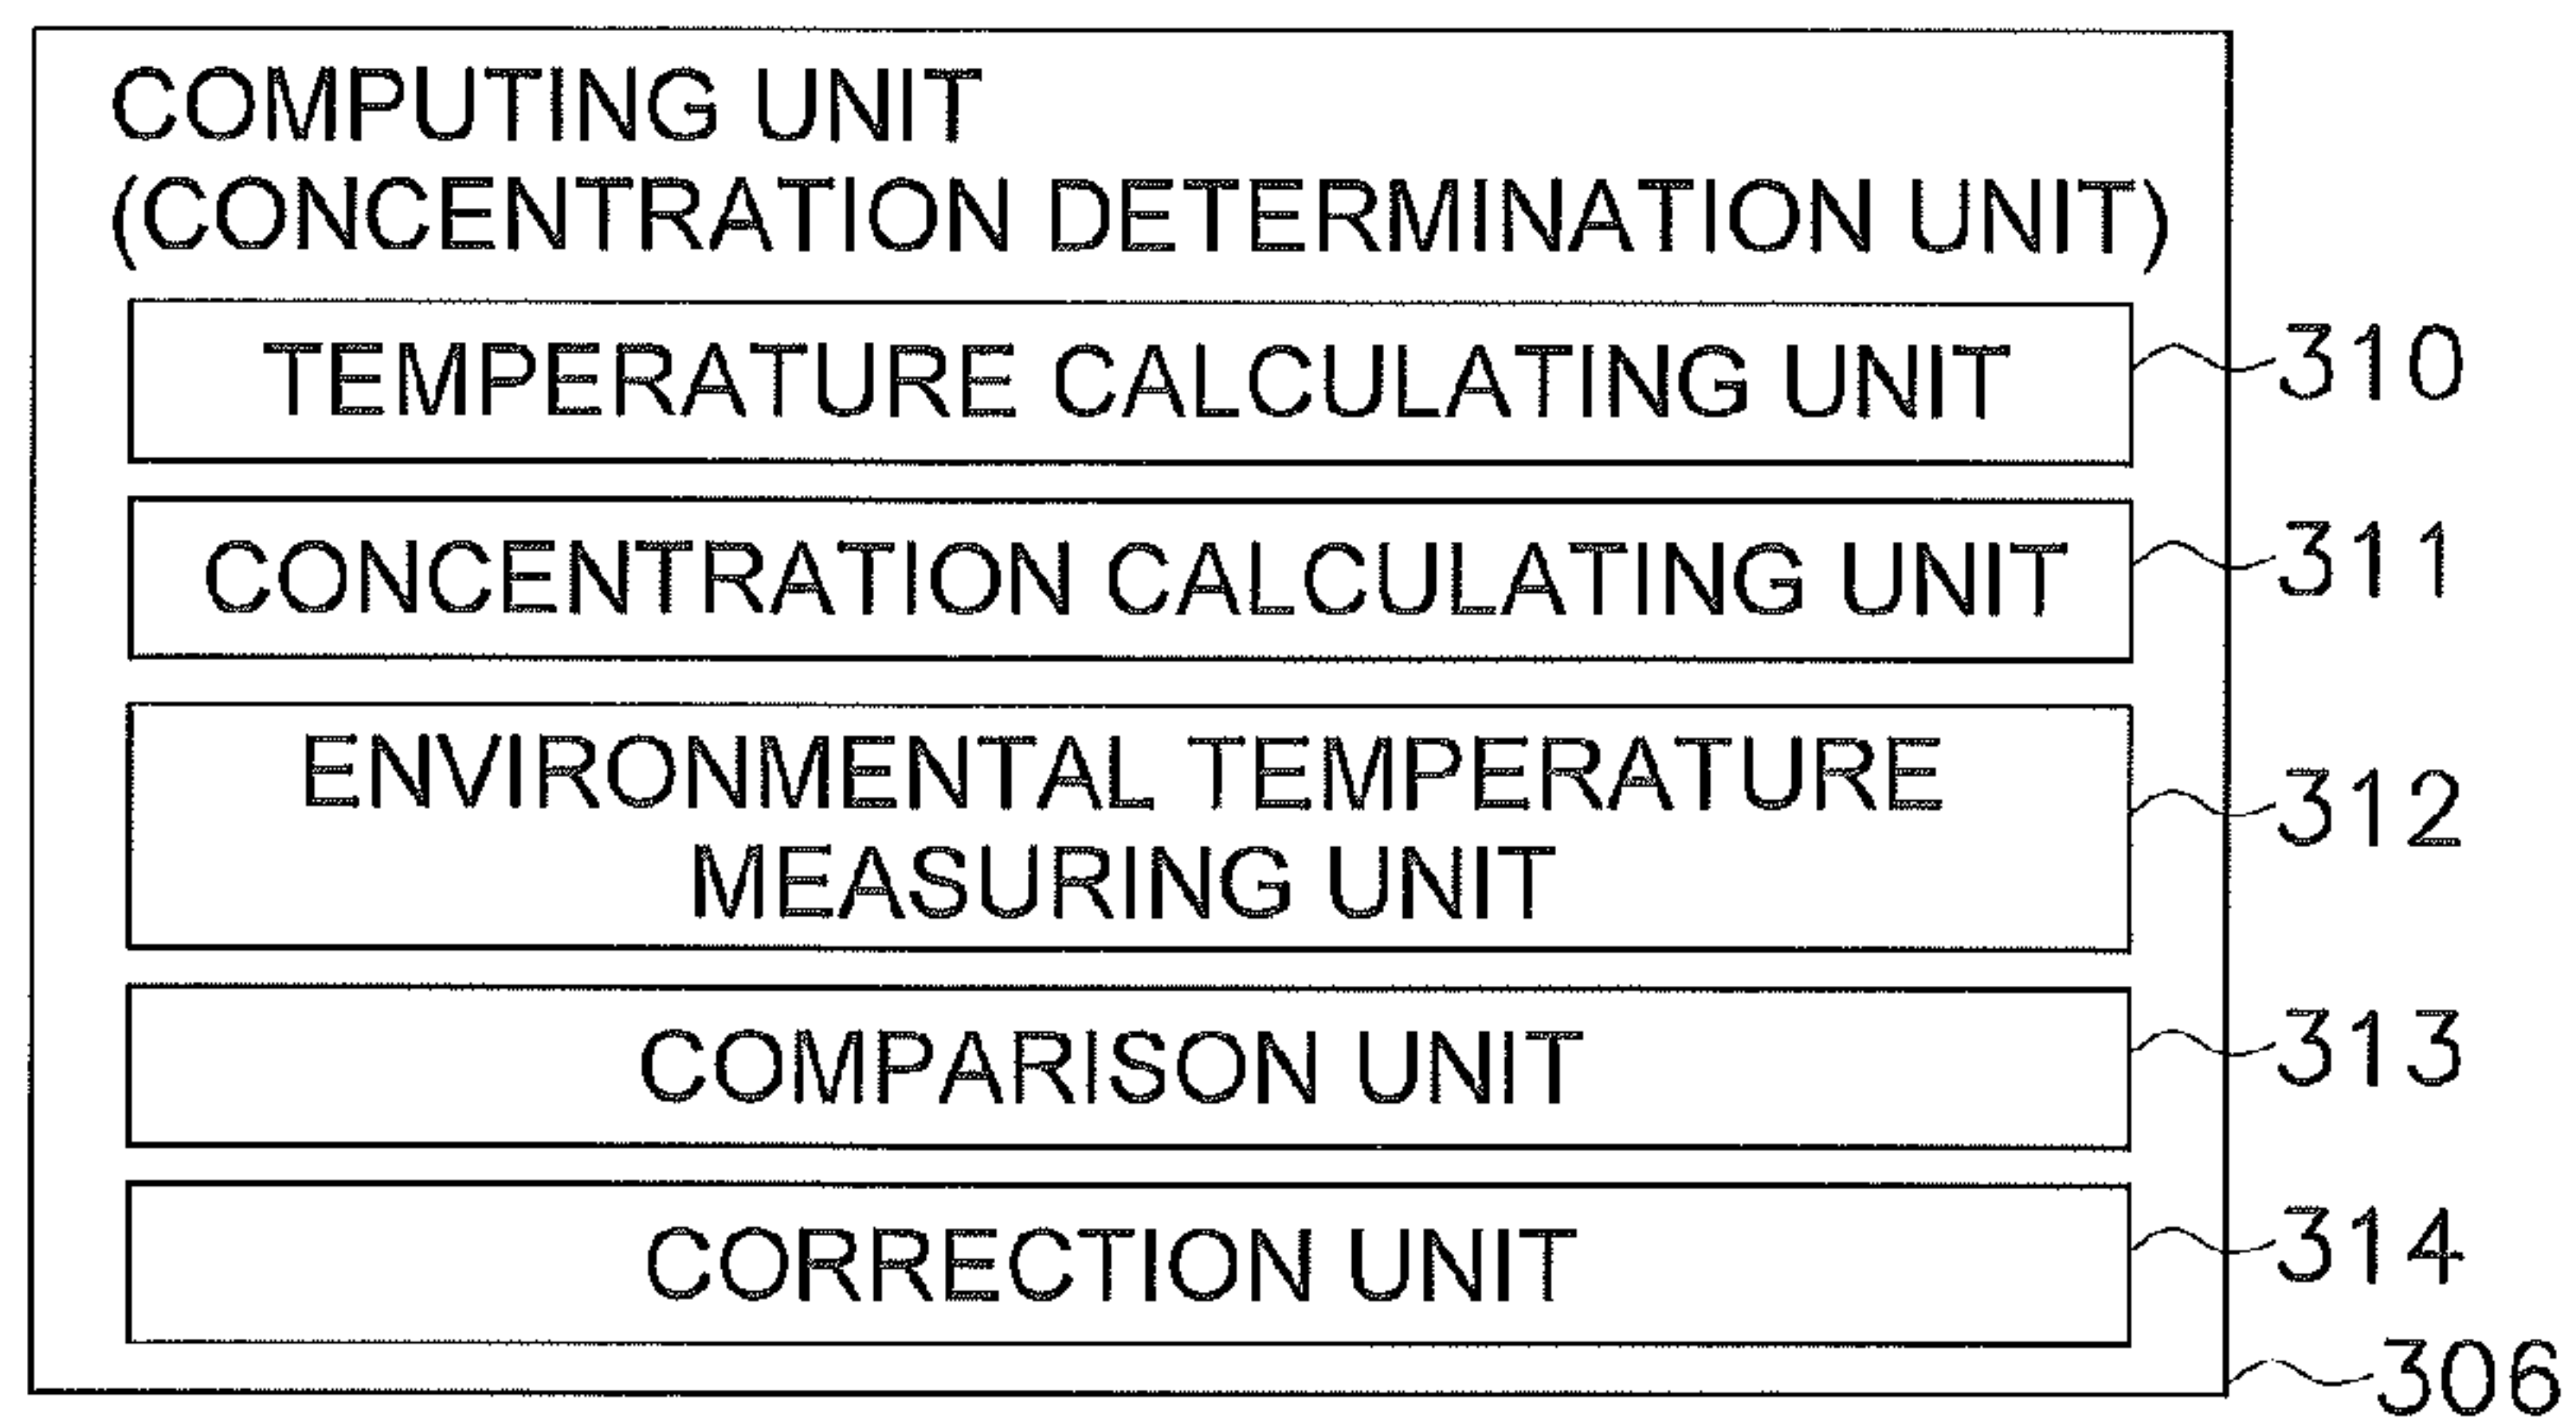 COMPUTING UNIT
(CONCENTRATION DETERMINATION UNIT)
TEMPERATURE CALCULATING UNIT
310
CONCENTRATION CALCULATING UNIT
311
ENVIRONMENTAL TEMPERATURE
MEASURING UNIT
312
COMPARISON UNIT
313
CORRECTION UNIT
314
306